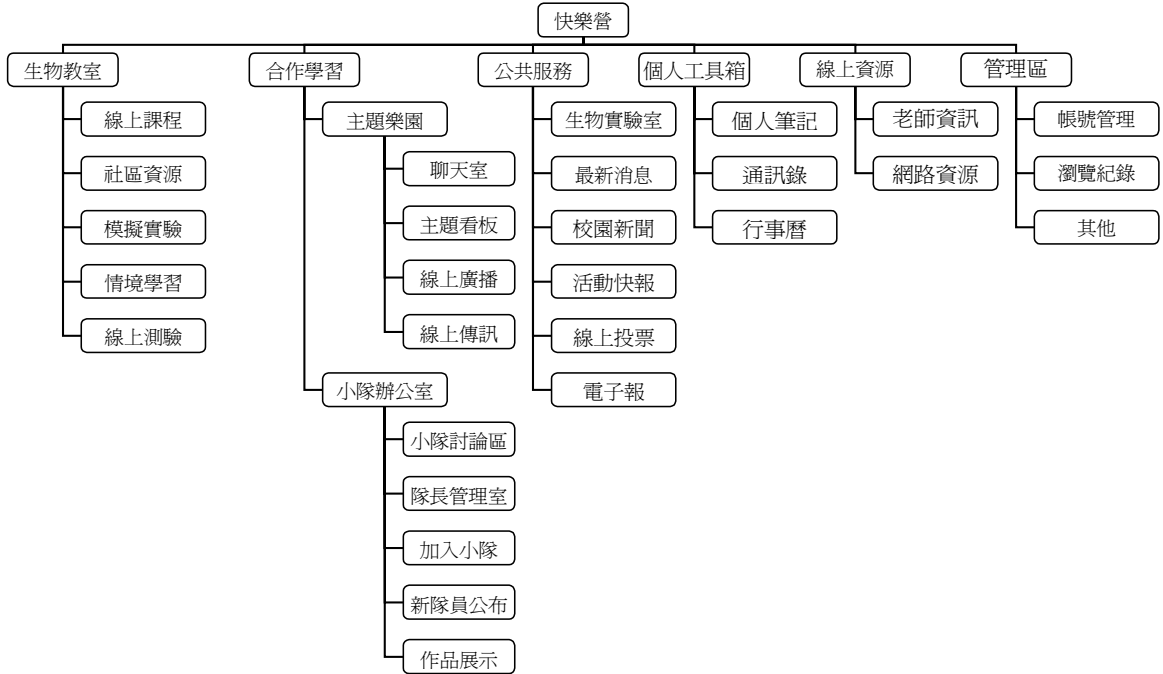 快樂營
生物教室
線上課程
社區資源
模擬實驗
情境學習
線上測驗
合作學習
主題樂園
聊天室
主題看板
線上廣播
線上傳訊
小隊辦公室
小隊討論區
隊長管理室
加入小隊
新隊員公布
作品展示
公共服務
生物實驗室
最新消息
校園新聞
活動快報
線上投票
電子報
個人工具箱
個人筆記
通訊錄
行事曆
線上資源
老師資訊
網路資源
管理區
帳號管理
瀏覽紀錄
其他